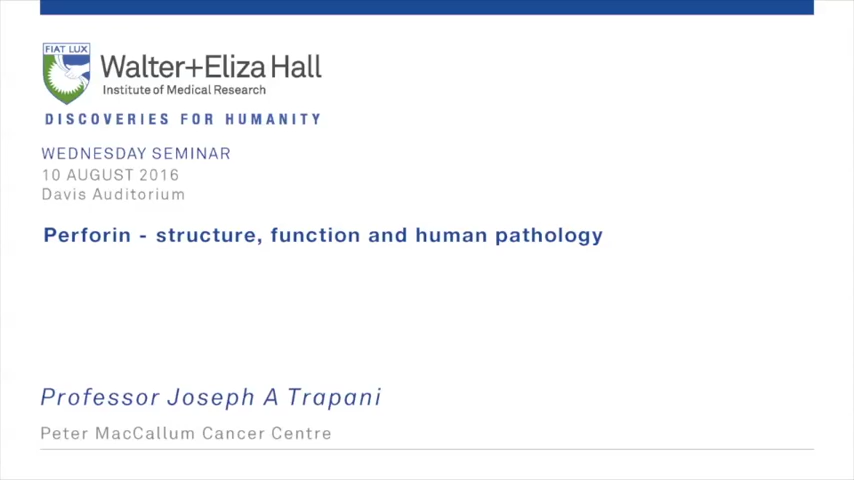 FIAT LUX
Walter+Eliza Hall
Institute of Medical Research
DISCOVERIES FOR HUMANITY
WEDNESDAY SEMINAR
10 AUGUST 2016
Davis Auditorium
Perforin - structure, function and human pathology
Professor Joseph A Trapani
Peter MacCallum Cancer Centre